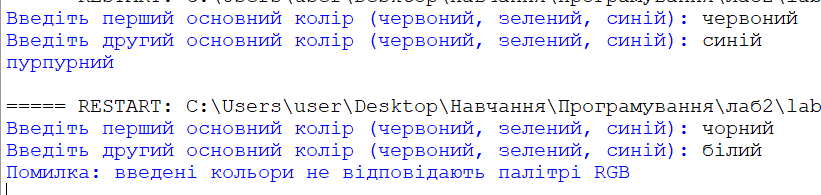 Введіть перший основний колір (червоний, зелений, синій): червоний
Введіть другий основний колір (червоний, зелений, синій): синій
пурпурний
===== RESTART: C:\Users\user\Desktop\Навчання\Програмування\лаб2\lab
Введіть перший основний колір (червоний, зелений, синій): чорний
Введіть другий основний колір (червоний, зелений, синій): білий
Помилка: введені кольори не відповідають палітрі RGB